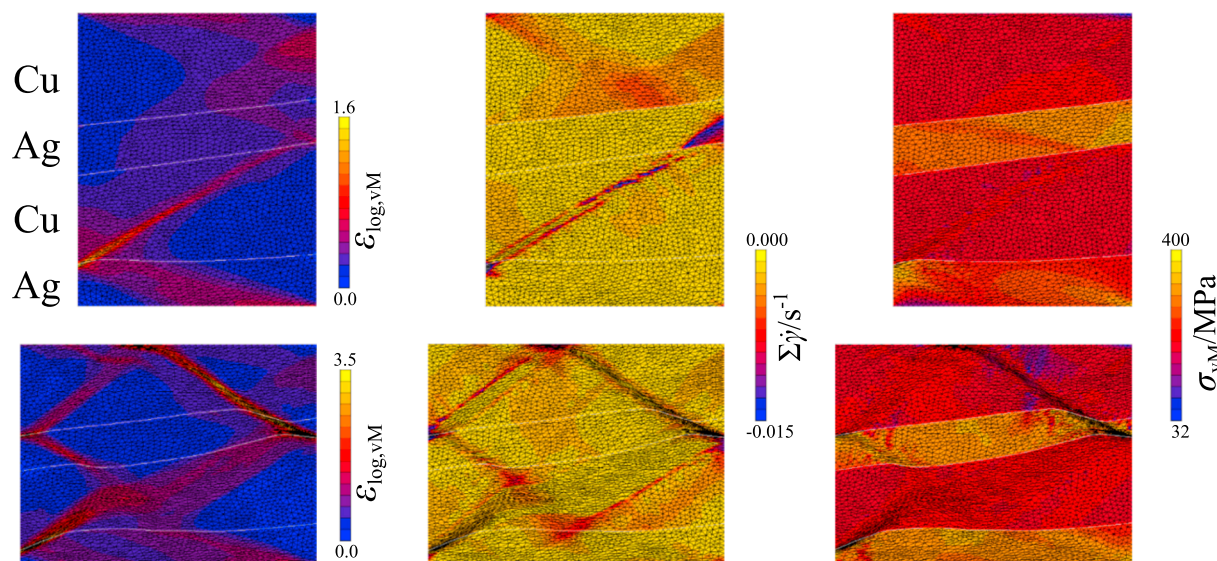 Cu
Ag
Cu
Ag
1.6
ε_log,vM
0.0
0.000
Σγ̇/s⁻¹
-0.015
400
σ_vM/MPa
32
3.5
ε_log,vM
0.0